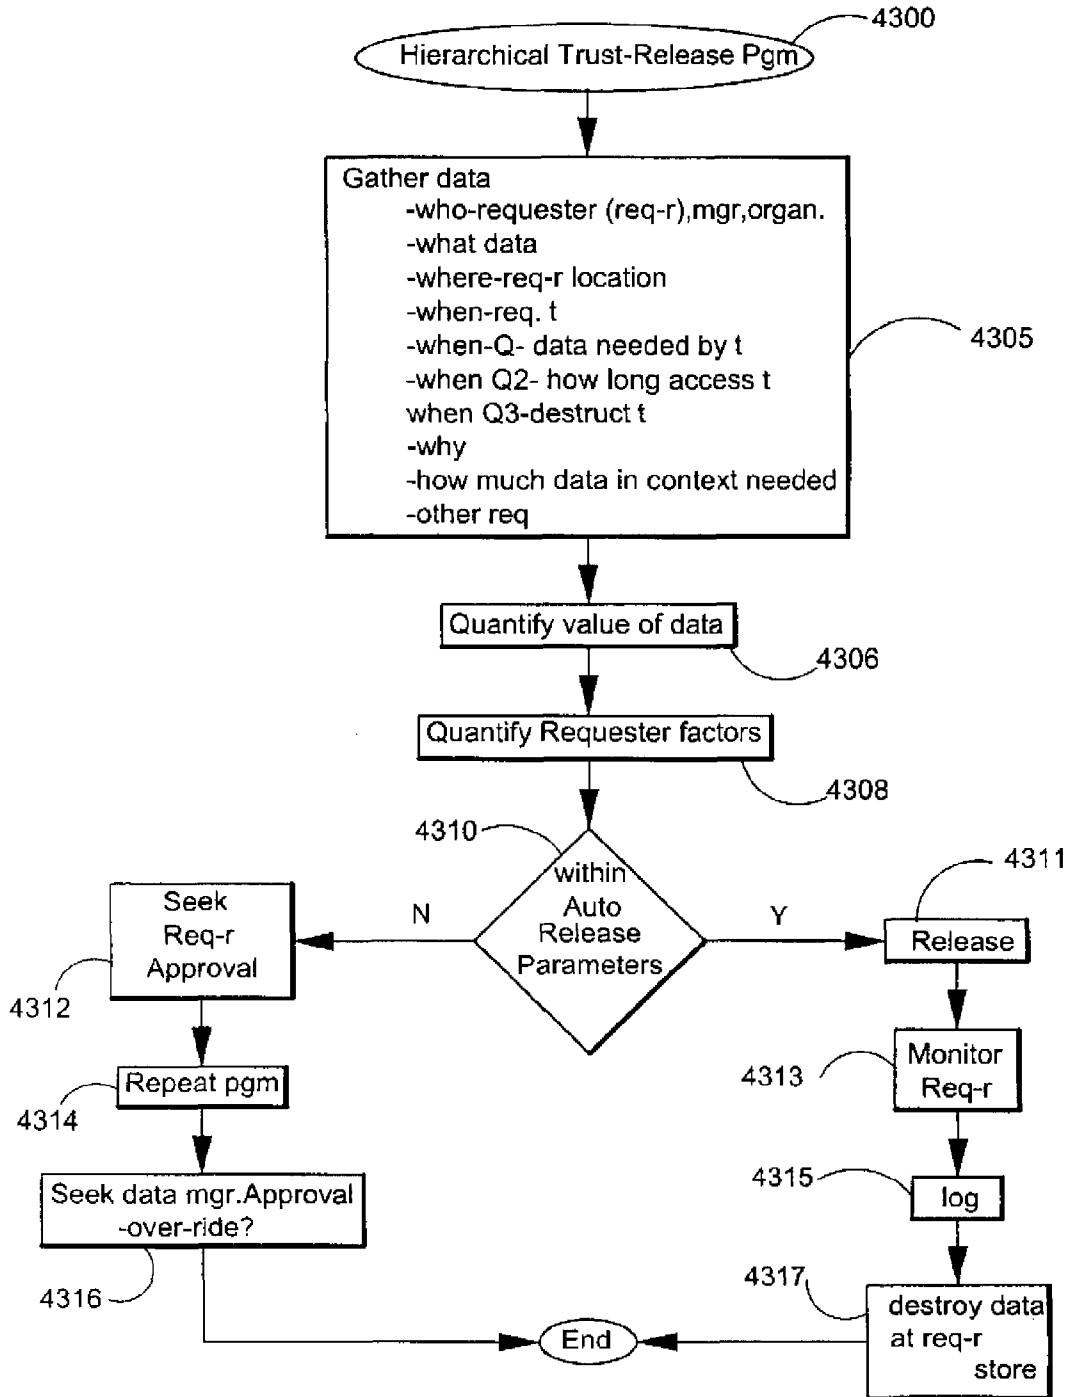 4300
Hierarchical Trust-Release Pgm
Gather data
-who-requester (req-r),mgr,organ.
-what data
-where-req-r location
-when-req. t
-when-Q- data needed by t
-when Q2- how long access t
when Q3-destruct t
-why
-how much data in context needed
-other req
4305
Quantify value of data
4306
Quantify Requester factors
4308
4310
within
Auto
Release
Parameters
N
Y
Seek
Req-r
Approval
4312
Repeat pgm
4314
Seek data mgr.Approval
-over-ride?
4316
4311
Release
Monitor
Req-r
4313
4315
log
4317
destroy data
at req-r
store
End